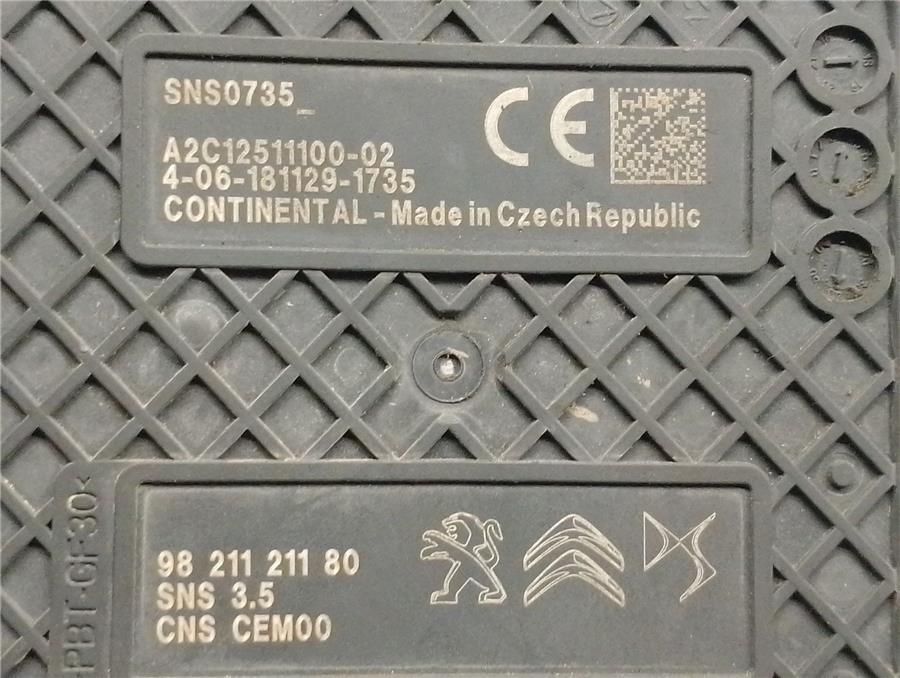 SNS0735_
CE
A2C12511100-02
4-06-181129-1735
CONTINENTAL - Made in Czech Republic
98 211 211 80
SNS 3.5
CNS CEM00
PBT-GF30<